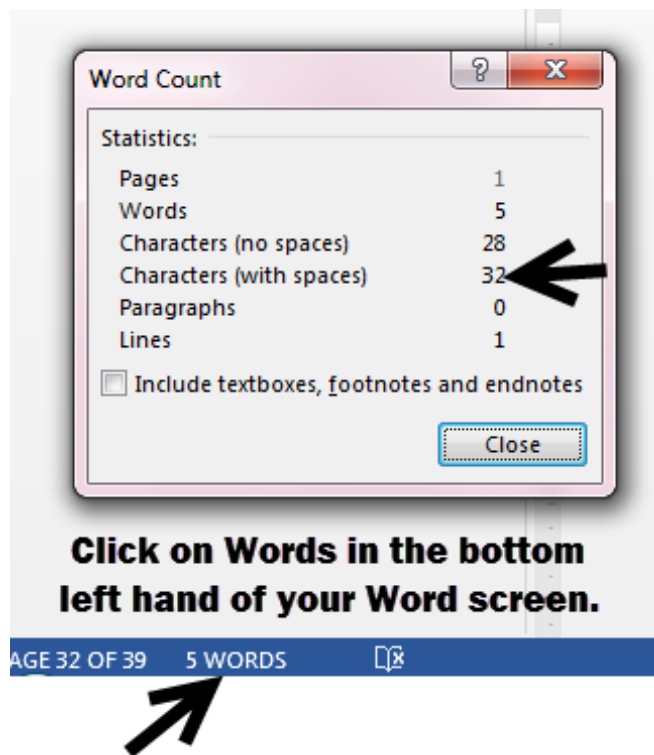 Word Count
Statistics:
Pages 1
Words 5
Characters (no spaces) 28
Characters (with spaces) 32
Paragraphs 0
Lines 1
Include textboxes, footnotes and endnotes
Close
Click on Words in the bottom
left hand of your Word screen.
AGE 32 OF 39 5 WORDS